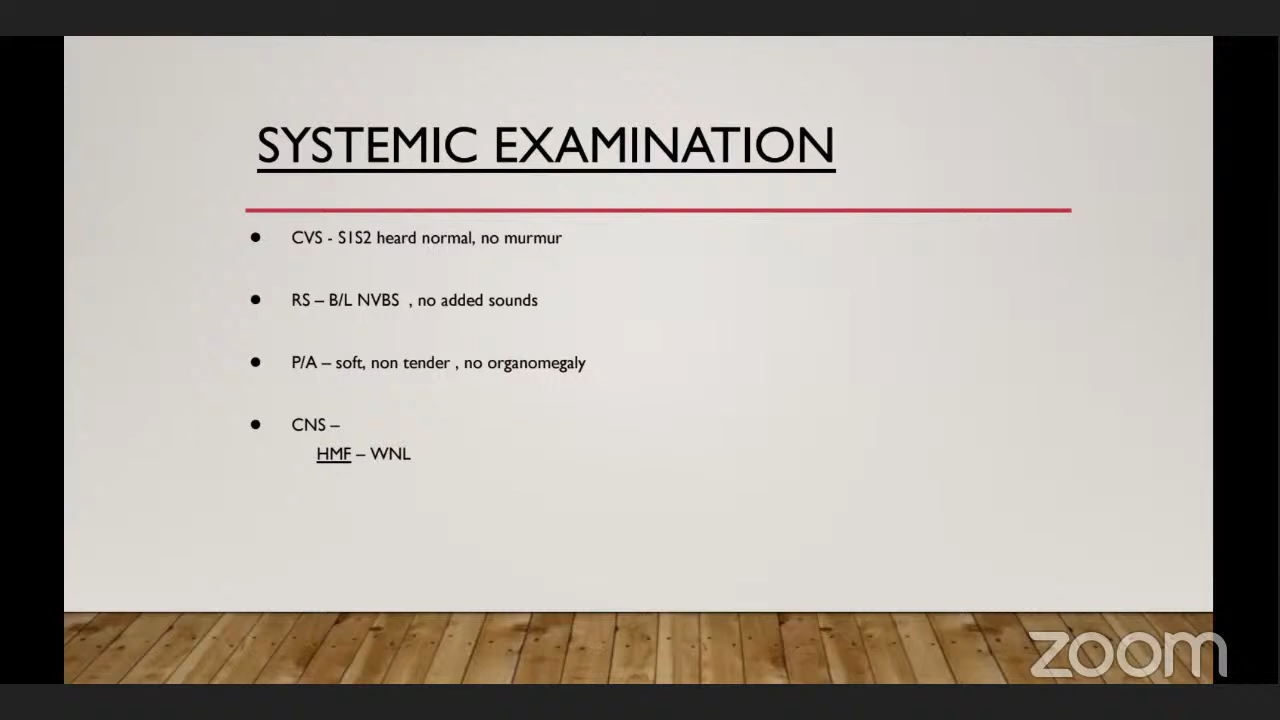 SYSTEMIC EXAMINATION
● CVS - S1S2 heard normal, no murmur
● RS – B/L NVBS , no added sounds
● P/A – soft, non tender , no organomegaly
● CNS –
HMF – WNL
zoom